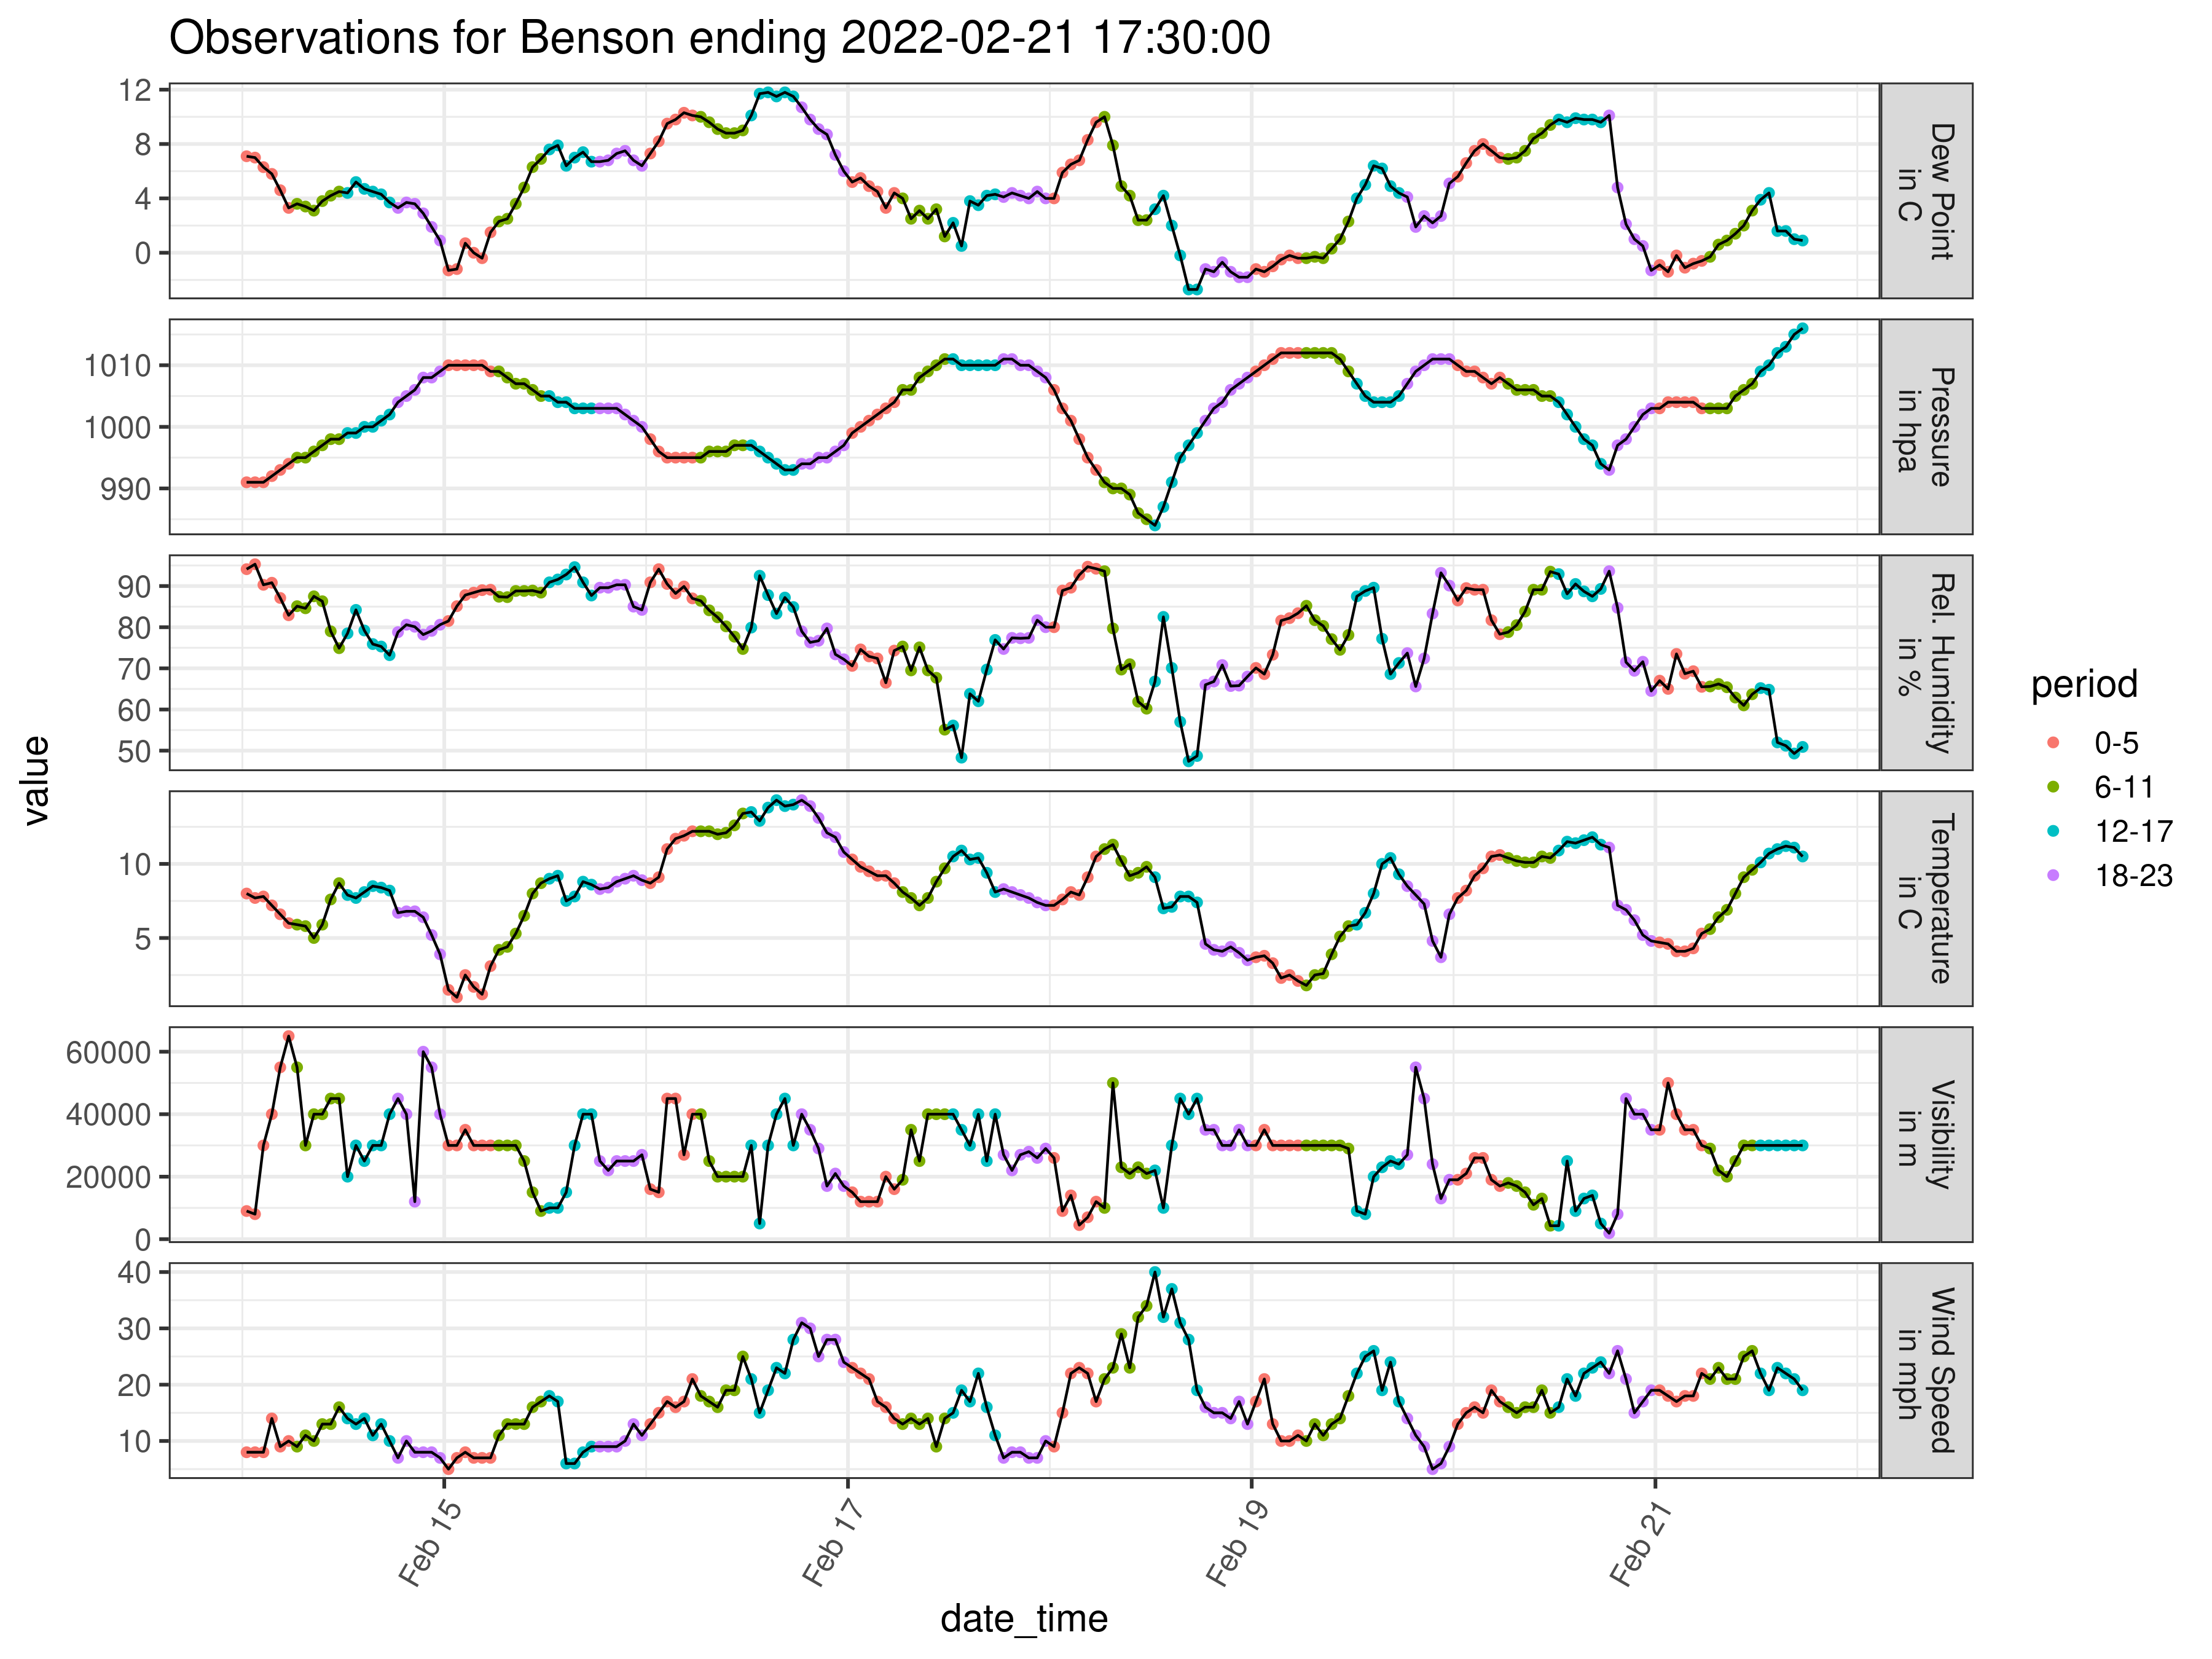 Observations for Benson ending 2022-02-21 17:30:00
12
8
4
0
Dew Point
in C
1010
1000
990
Pressure
in hpa
90
80
70
60
50
Rel. Humidity
in %
10
5
Temperature
in C
60000
40000
20000
0
Visibility
in m
40
30
20
10
Wind Speed
in mph
value
Feb 15
Feb 17
Feb 19
Feb 21
date_time
period
0-5
6-11
12-17
18-23